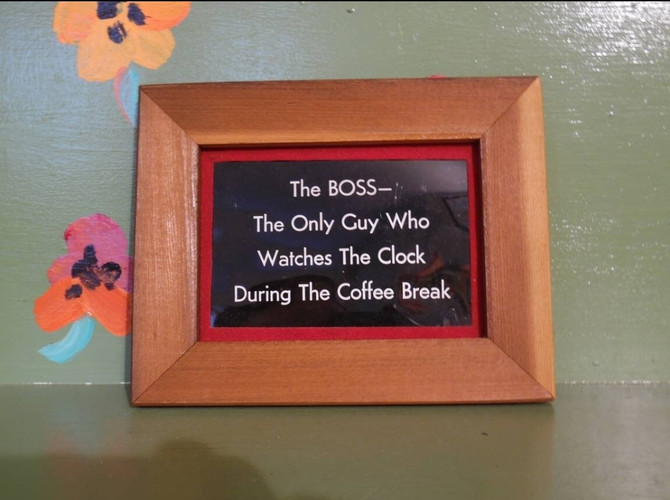 The BOSS—
The Only Guy Who
Watches The Clock
During The Coffee Break